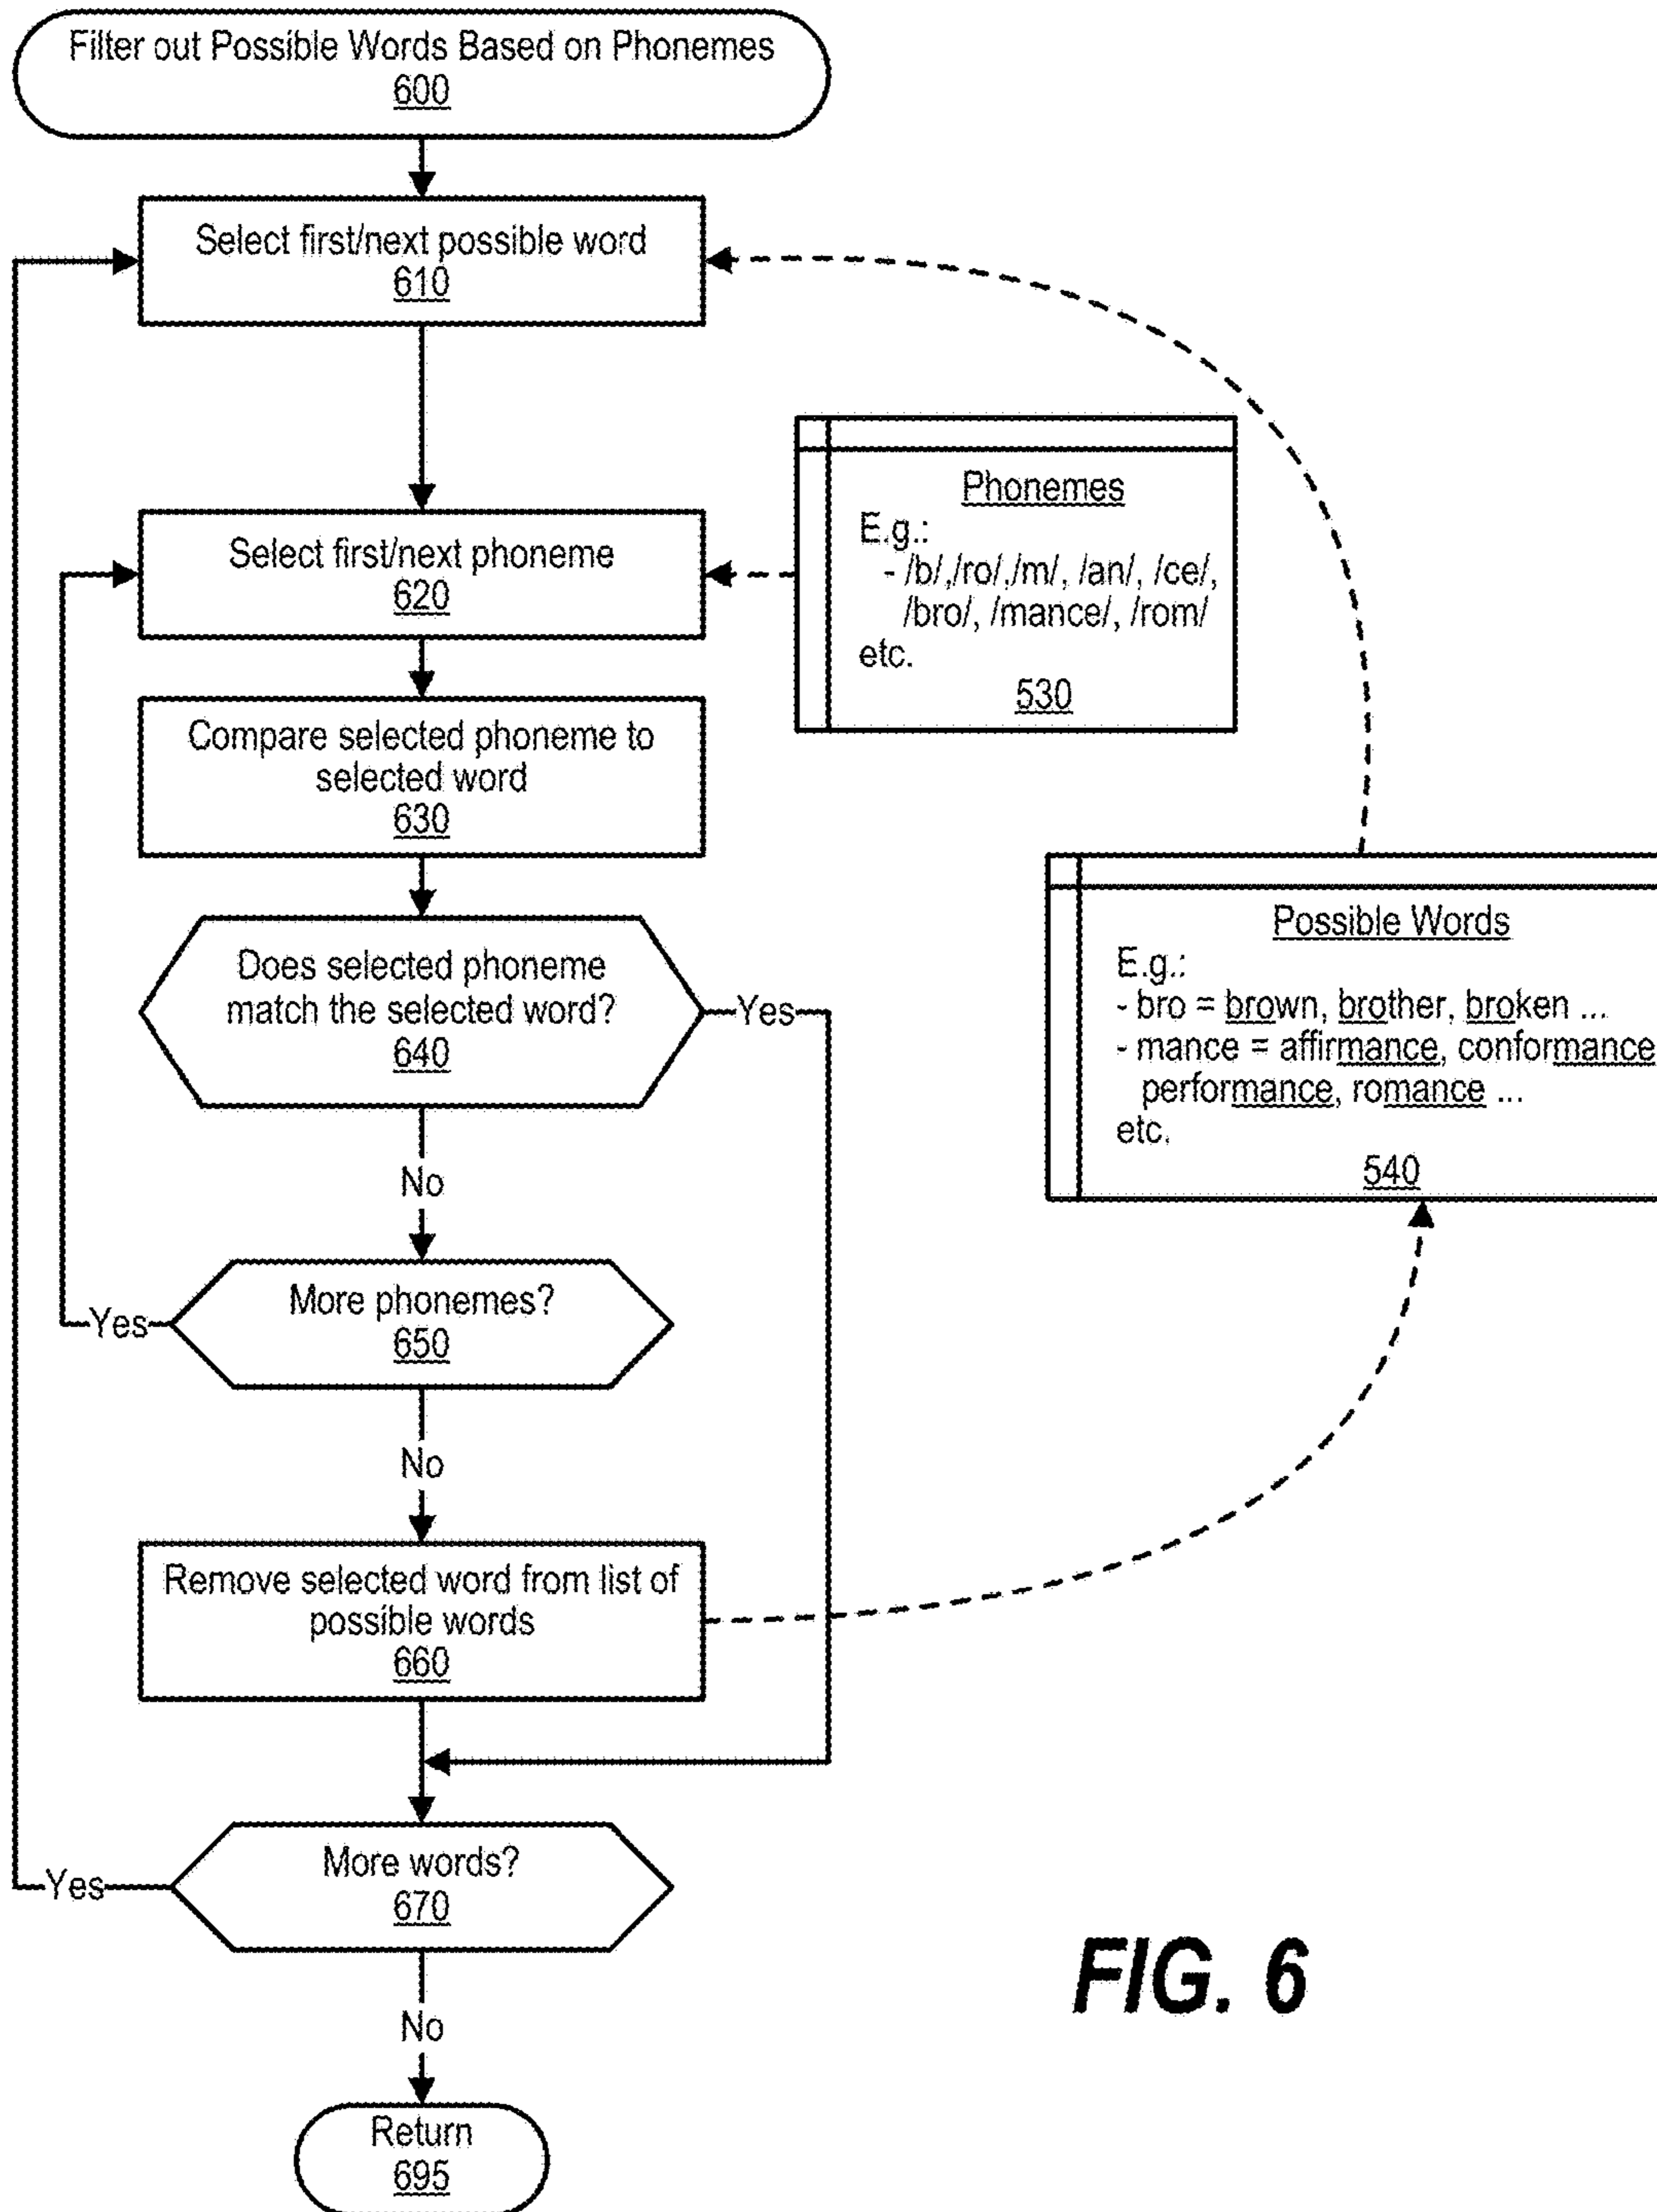 Filter out Possible Words Based on Phonemes
600
Select first/next possible word
610
Select first/next phoneme
620
Phonemes
E.g.:
- /b/,/ro/,/m/, /an/, /ce/,
/bro/, /mance/, /rom/
etc.
530
Compare selected phoneme to
selected word
630
Does selected phoneme
match the selected word?
640
Yes
No
Possible Words
E.g.:
- bro = brown, brother, broken ...
- mance = affirmance, conformance
performance, romance ...
etc.
540
More phonemes?
650
Yes
No
Remove selected word from list of
possible words
660
More words?
670
Yes
No
Return
695
FIG. 6